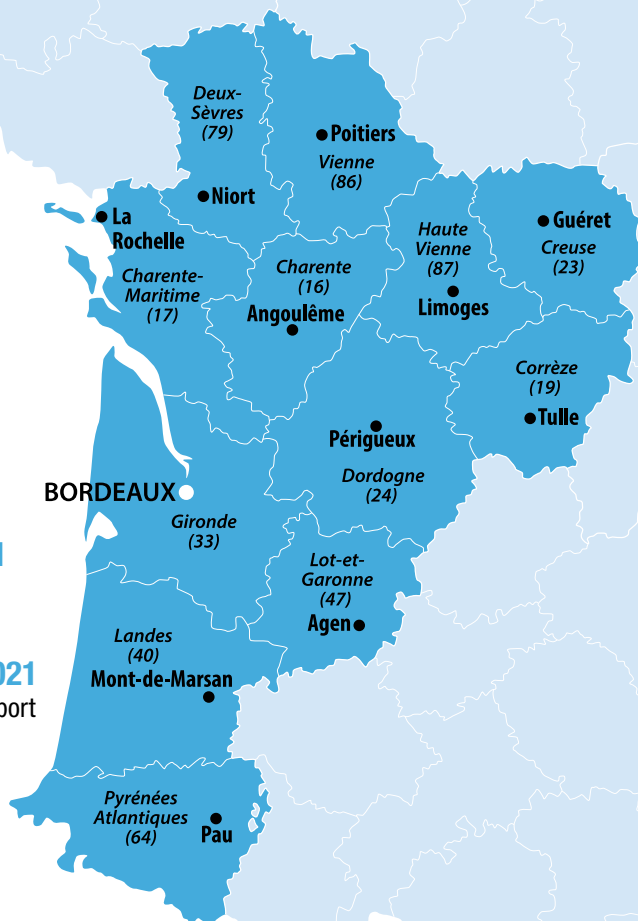 Deux-
Sèvres
(79)
Poitiers
Vienne
(86)
Niort
La
Rochelle
Guéret
Creuse
(23)
Haute
Vienne
(87)
Limoges
Charente-
Maritime
(17)
Charente
(16)
Angoulême
Corrèze
(19)
Tulle
Périgueux
Dordogne
(24)
BORDEAUX
Gironde
(33)
Lot-et-
Garonne
(47)
Agen
Landes
(40)
Mont-de-Marsan
021
port
Pyrénées
Atlantiques
(64)
Pau